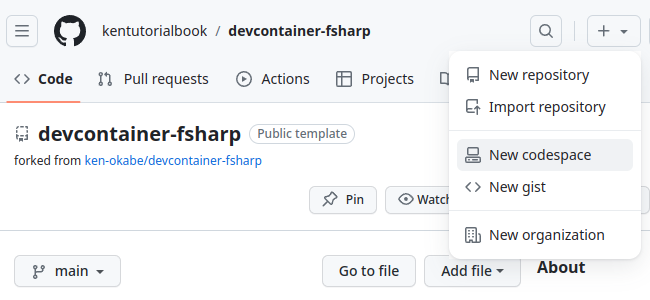 kentutorialbook / devcontainer-fsharp
Code Pull requests Actions Projects
New repository
Import repository
New codespace
New gist
New organization
devcontainer-fsharp Public template
forked from ken-okabe/devcontainer-fsharp
Pin Watch
main Go to file Add file About